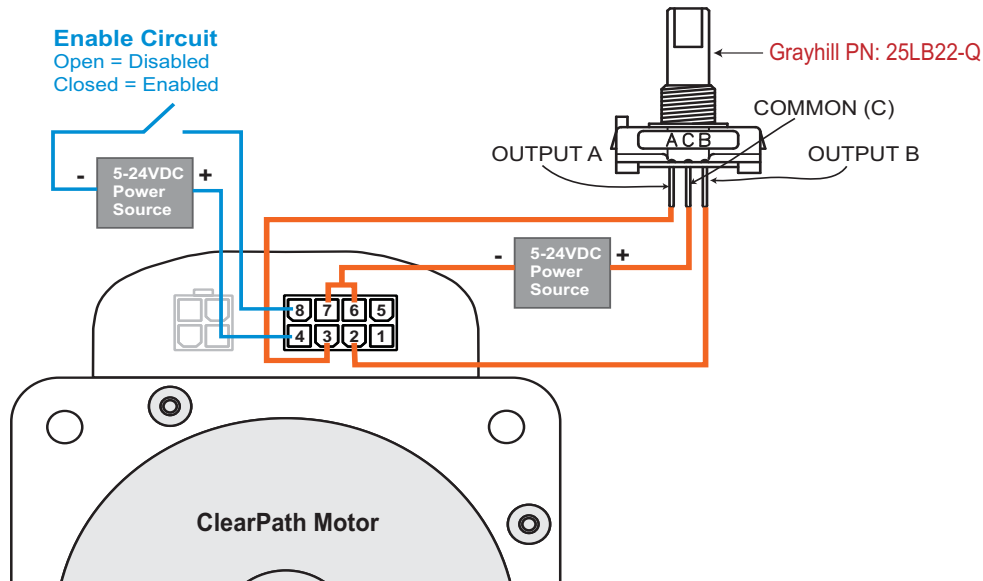 Enable Circuit
Open = Disabled
Closed = Enabled
Grayhill PN: 25LB22-Q
COMMON (C)
A C B
OUTPUT A
OUTPUT B
- 5-24VDC +
Power
Source
- 5-24VDC +
Power
Source
8 7 6 5
4 3 2 1
ClearPath Motor